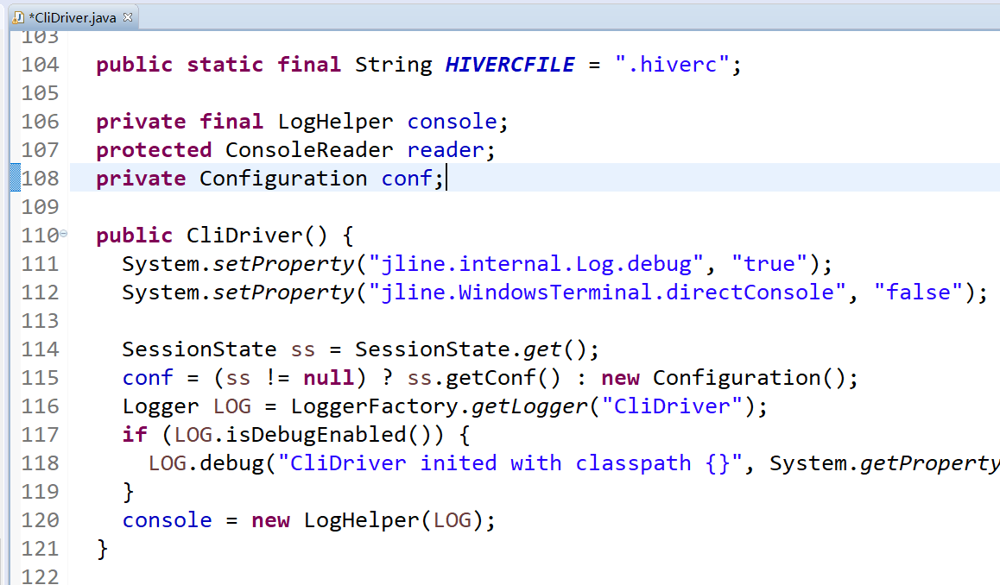 *CliDriver.java
103
104 public static final String HIVERCFILE = ".hiverc";
105
106 private final LogHelper console;
107 protected ConsoleReader reader;
108 private Configuration conf;
109
110 public CliDriver() {
111 System.setProperty("jline.internal.Log.debug", "true");
112 System.setProperty("jline.WindowsTerminal.directConsole", "false");
113
114 SessionState ss = SessionState.get();
115 conf = (ss != null) ? ss.getConf() : new Configuration();
116 Logger LOG = LoggerFactory.getLogger("CliDriver");
117 if (LOG.isDebugEnabled()) {
118 LOG.debug("CliDriver inited with classpath {}", System.getProperty
119 }
120 console = new LogHelper(LOG);
121 }
122